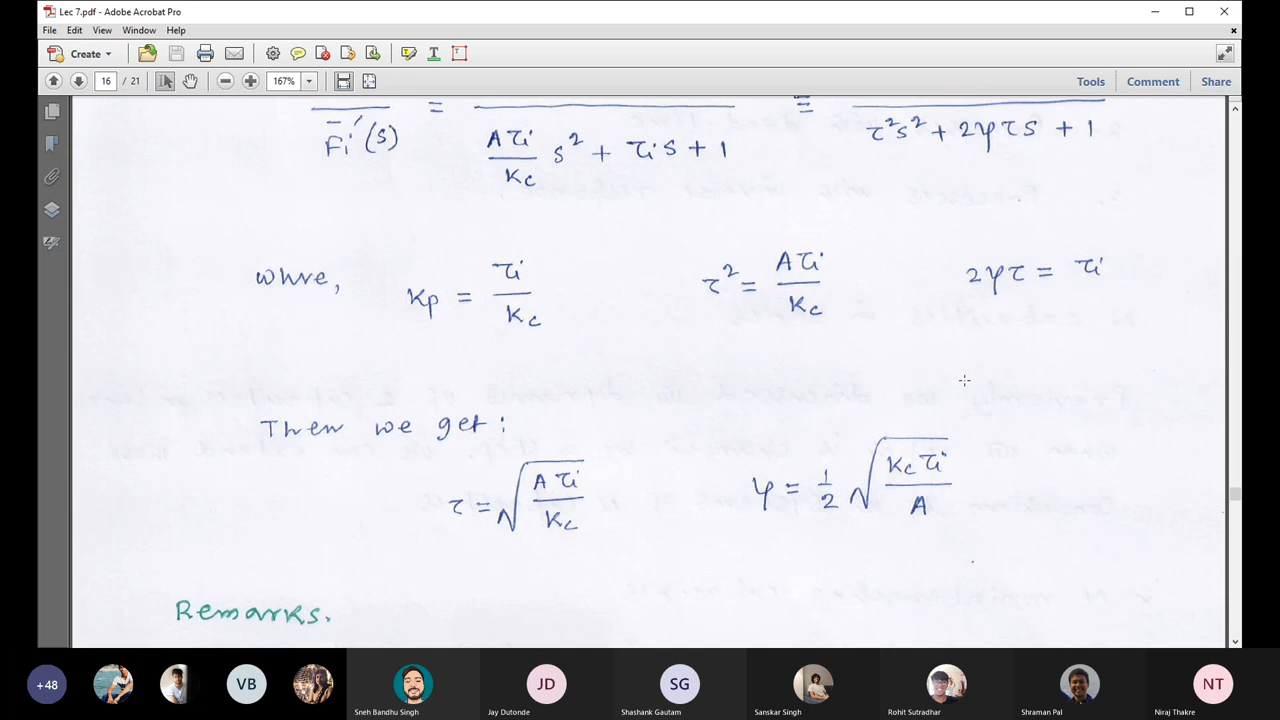 Lec 7.pdf - Adobe Acrobat Pro
File Edit View Window Help
Create
16 / 21 167% Tools Comment Share
F̄i′(s) = Aτi/Kc s² + τi s + 1 ≡ τ²s² + 2ψτs + 1
Whre, Kp = τi/Kc τ² = Aτi/Kc 2ψτ = τi
Then we get:
τ = √(Aτi/Kc) ψ = 1/2 √(Kc τi/A)
Remarks.
+48 VB JD SG NT
Sneh Bandhu Singh Jay Dutonde Shashank Gautam Sanskar Singh Rohit Sutradhar Shraman Pal Niraj Thakre